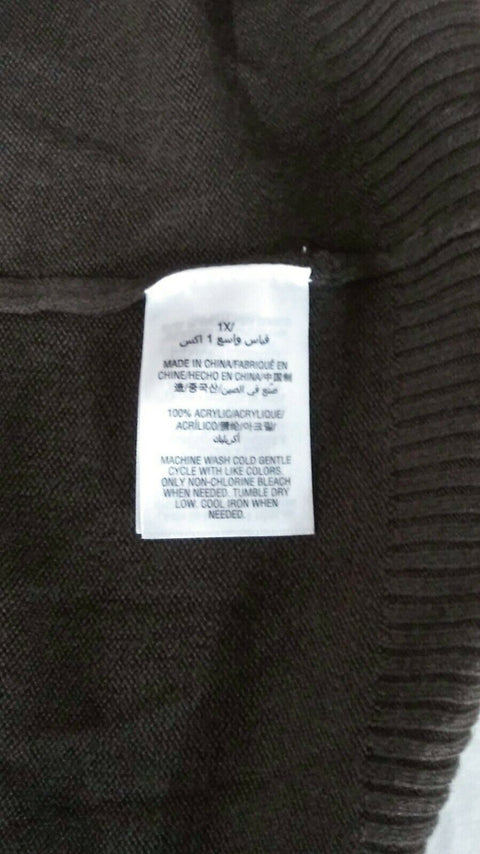 1X/
قياس واسع 1 اكس
MADE IN CHINA/FABRIQUÉ EN
CHINE/HECHO EN CHINA/中国制
造/중국산/صنع في الصين
100% ACRYLIC/ACRYLIQUE/
ACRÍLICO/腈纶/아크릴/
أكريليك
MACHINE WASH COLD GENTLE
CYCLE WITH LIKE COLORS.
ONLY NON-CHLORINE BLEACH
WHEN NEEDED. TUMBLE DRY
LOW. COOL IRON WHEN
NEEDED.